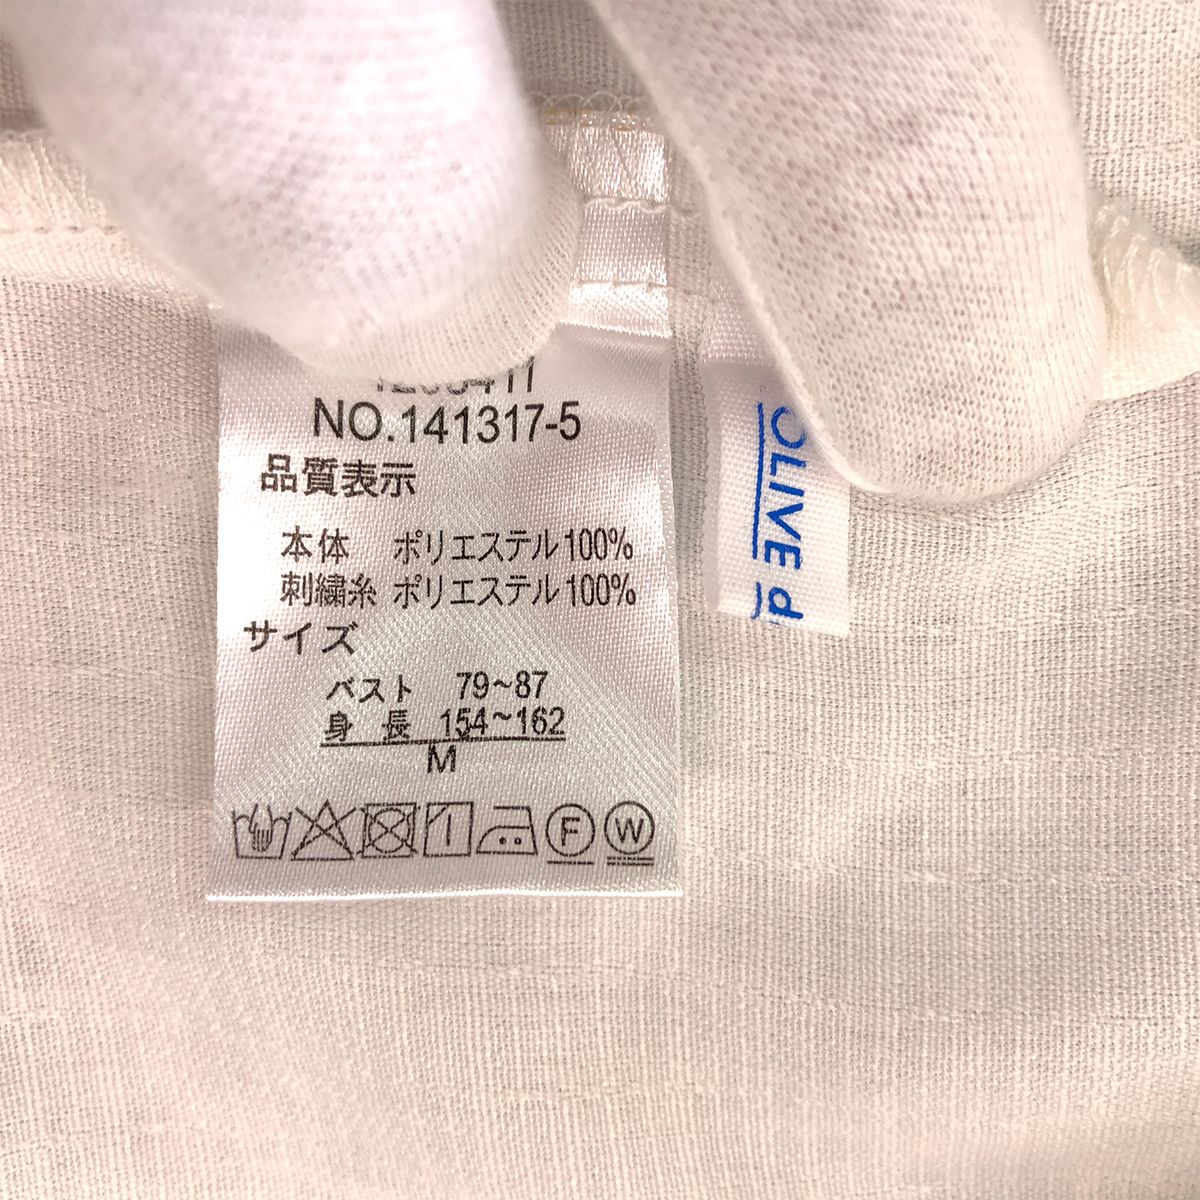 NO.141317-5
品質表示
本体 ポリエステル100%
刺繍糸 ポリエステル100%
サイズ
バスト 79~87
身長 154~162
M
F W
OLIVE